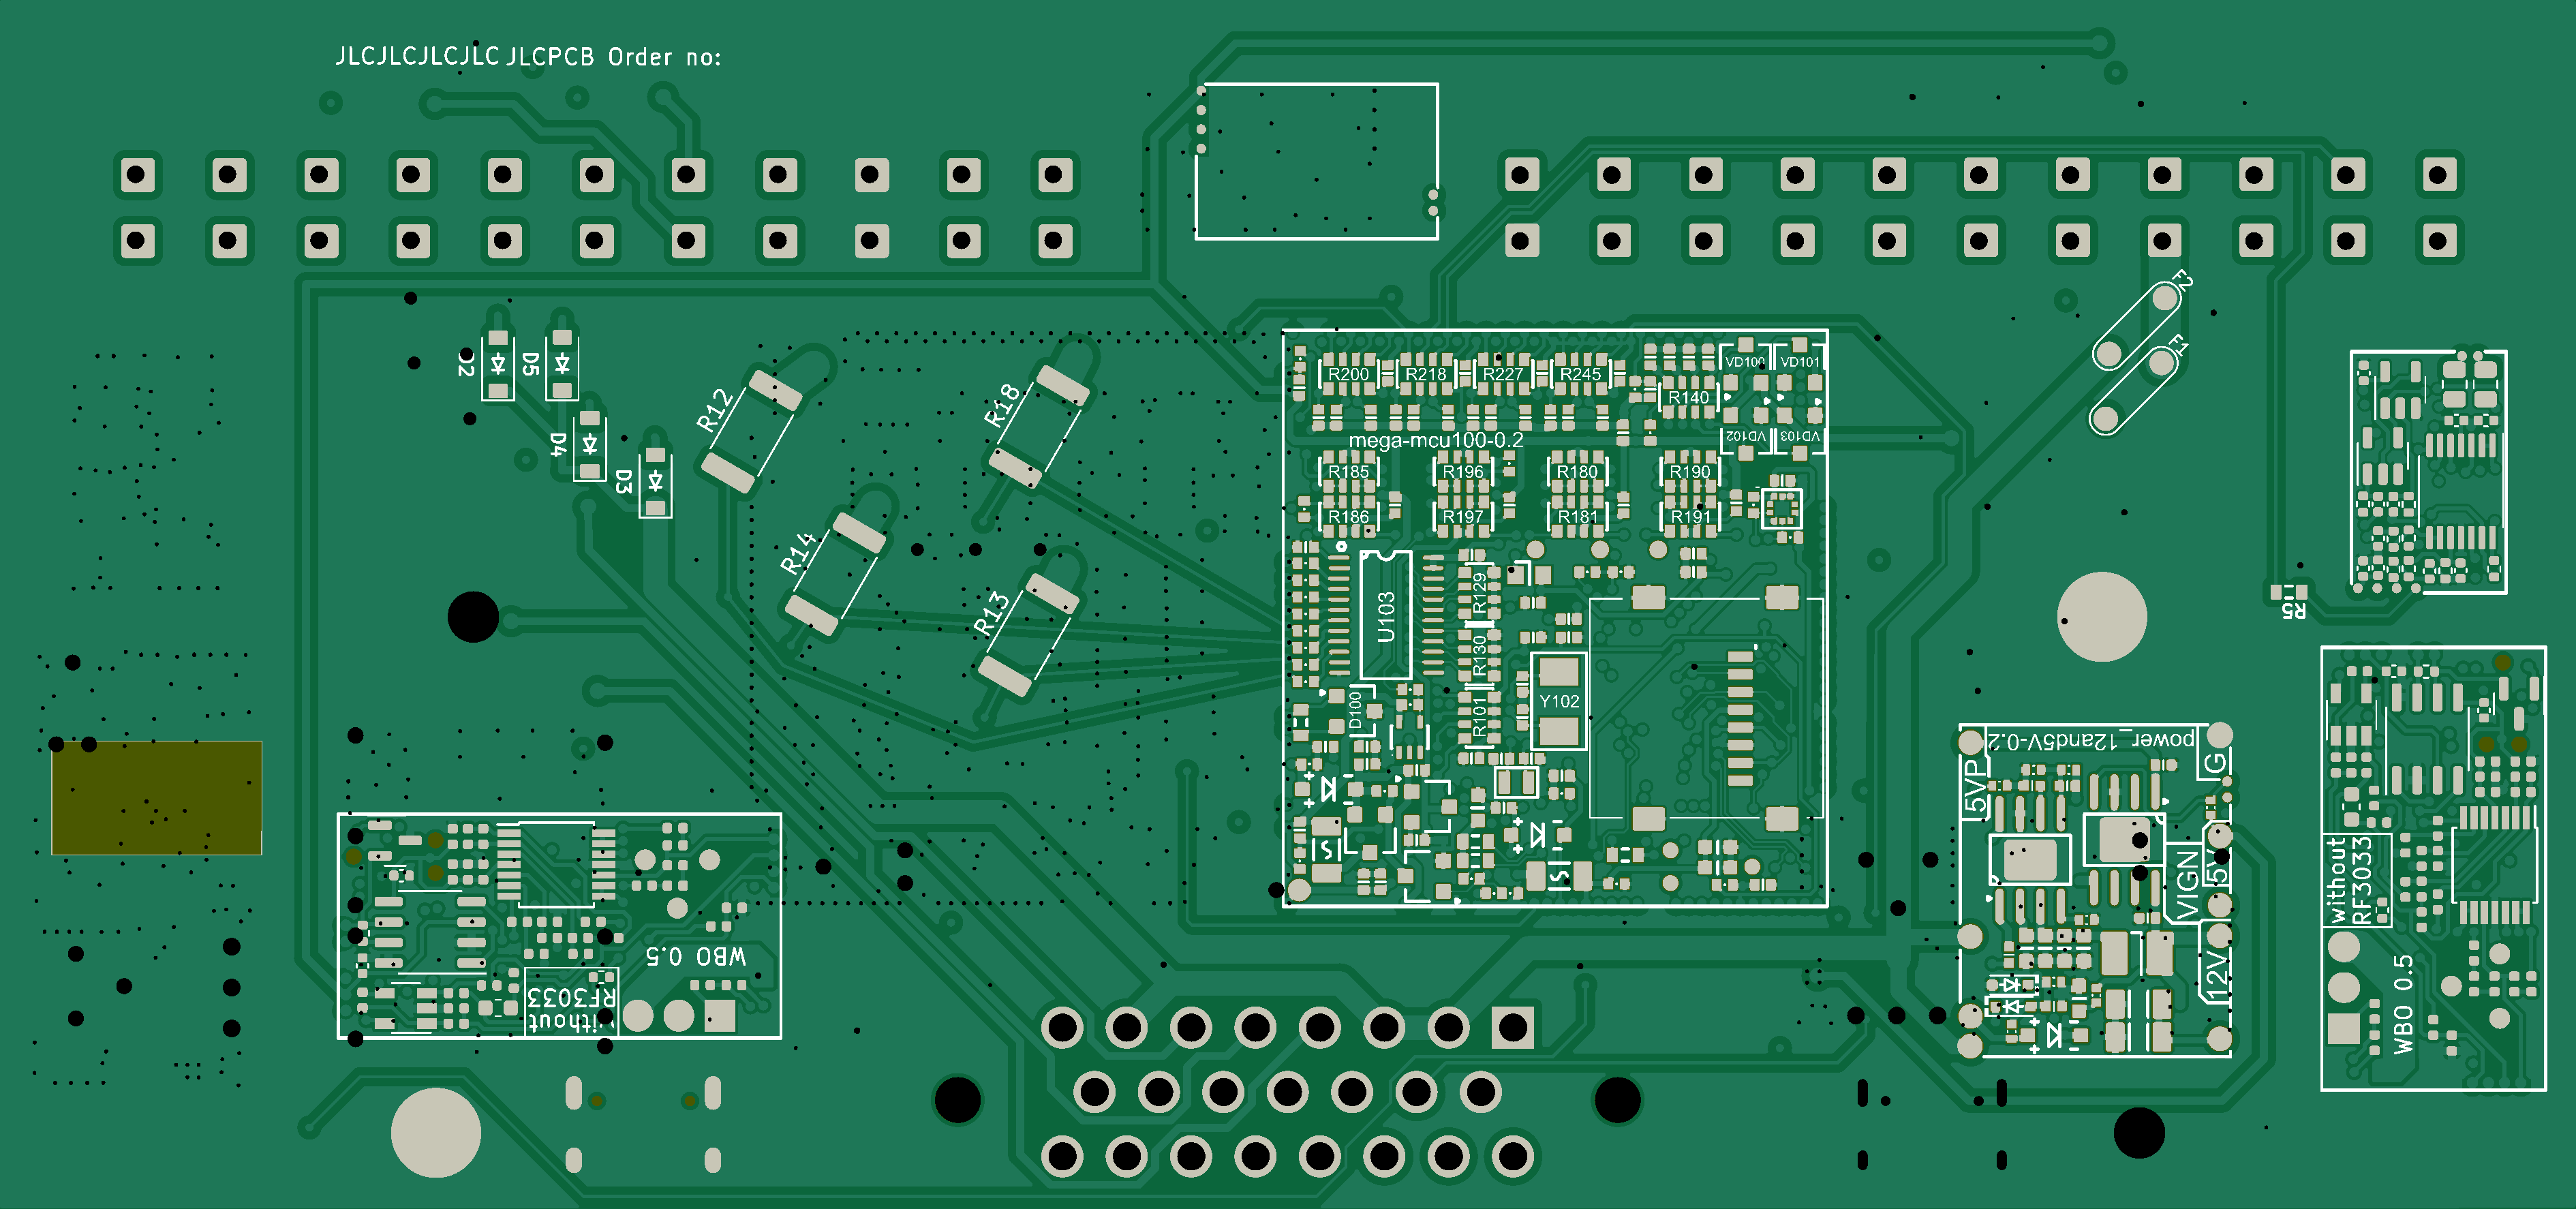 JLCJLCJLCJLC JLCPCB Order no:
F2
F1
D2
D5
D4
D3
R12
R18
R14
R13
R200
R218
R227
R245
VD100
VD101
R140
VD102
VD103
mega-mcu100-0.2
R185
R196
R180
R190
R186
R197
R181
R191
U103
R129
R130
R101
D100
Y102
R5
power_12and5V-0.2
5VP
G
VIGN
5V
12V
WBO 0.5
without
RF3033
without
RF3033
WBO 0.5